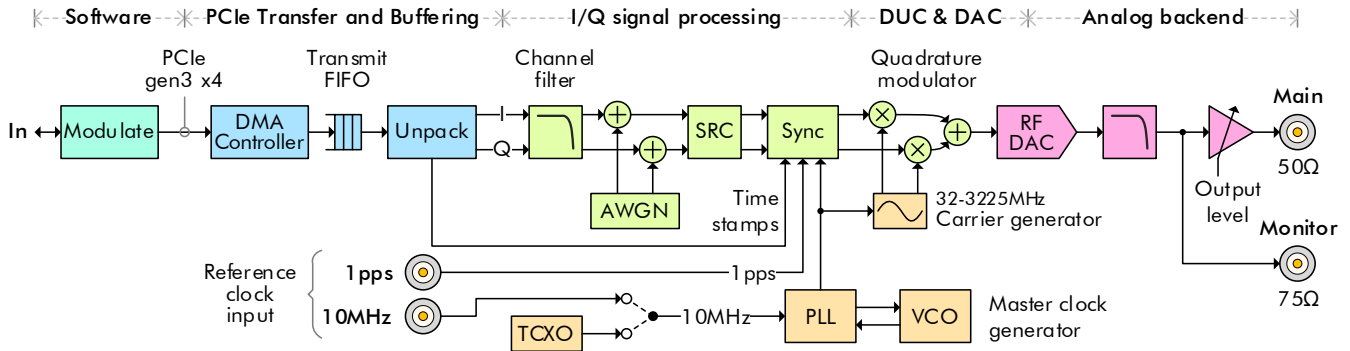 Software
PCIe Transfer and Buffering
I/Q signal processing
DUC & DAC
Analog backend
PCIe
gen3 x4
Transmit
FIFO
Channel
filter
Quadrature
modulator
In
Modulate
DMA
Controller
Unpack
I
Q
SRC
Sync
RF
DAC
Main
50Ω
AWGN
Time
stamps
32-3225MHz
Carrier generator
Output
level
Monitor
75Ω
Reference
clock
input
1pps
1pps
10MHz
TCXO
10MHz
PLL
VCO
Master clock
generator